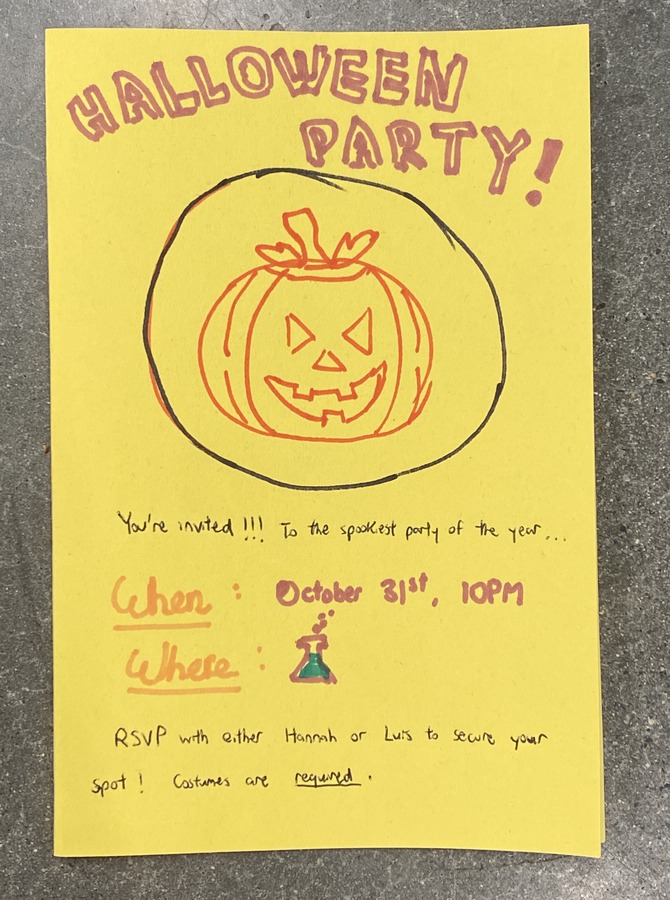 HALLOWEEN
PARTY!
You're invited!!! To the spookiest party of the year...
When: October 31st, 10PM
Where:
RSVP with either Hannah or Luis to secure your
spot! Costumes are required.